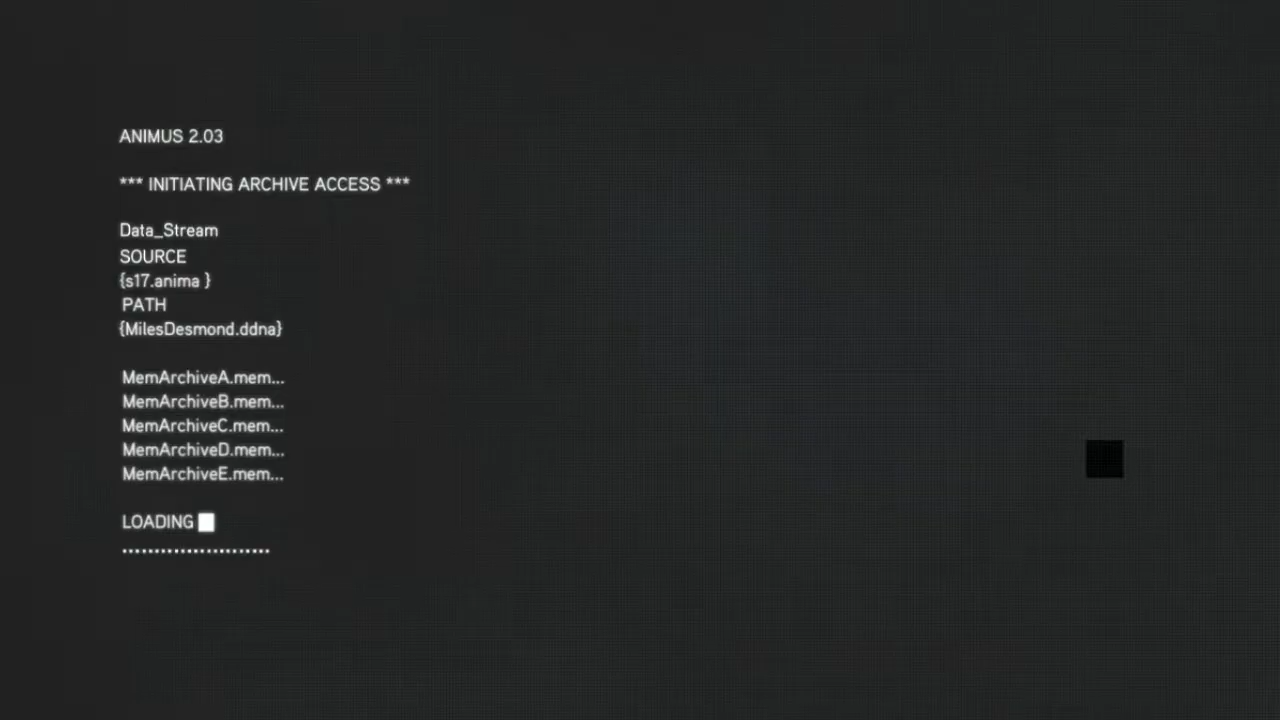 ANIMUS 2.03
*** INITIATING ARCHIVE ACCESS ***
Data_Stream
SOURCE
{s17.anima }
PATH
{MilesDesmond.ddna}
MemArchiveA.mem...
MemArchiveB.mem...
MemArchiveC.mem...
MemArchiveD.mem...
MemArchiveE.mem...
LOADING
.......................